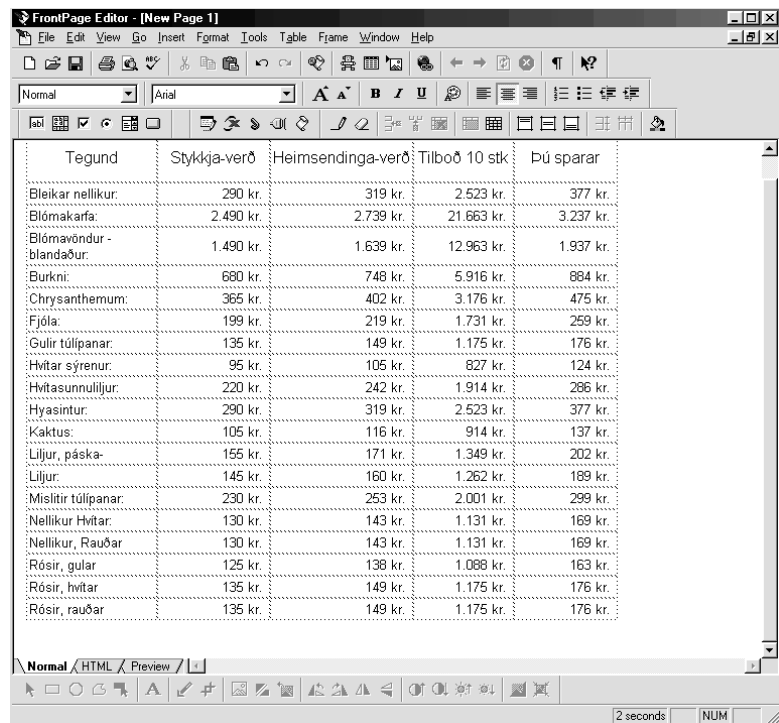 FrontPage Editor - [New Page 1]
File Edit View Go Insert Format Tools Table Frame Window Help
Normal Arial B I U
Tegund Stykkja-verð Heimsendinga-verð Tilboð 10 stk Þú sparar
Bleikar nellikur: 290 kr. 319 kr. 2.523 kr. 377 kr.
Blómakarfa: 2.490 kr. 2.739 kr. 21.663 kr. 3.237 kr.
Blómavöndur -
blandaður: 1.490 kr. 1.639 kr. 12.963 kr. 1.937 kr.
Burkni: 680 kr. 748 kr. 5.916 kr. 884 kr.
Chrysanthemum: 365 kr. 402 kr. 3.176 kr. 475 kr.
Fjóla: 199 kr. 219 kr. 1.731 kr. 259 kr.
Gulir túlípanar: 135 kr. 149 kr. 1.175 kr. 176 kr.
Hvítar sýrenur: 95 kr. 105 kr. 827 kr. 124 kr.
Hvítasunnuliljur: 220 kr. 242 kr. 1.914 kr. 286 kr.
Hyasintur: 290 kr. 319 kr. 2.523 kr. 377 kr.
Kaktus: 105 kr. 116 kr. 914 kr. 137 kr.
Liljur, páska- 155 kr. 171 kr. 1.349 kr. 202 kr.
Liljur: 145 kr. 160 kr. 1.262 kr. 189 kr.
Mislitir túlípanar: 230 kr. 253 kr. 2.001 kr. 299 kr.
Nellikur Hvítar: 130 kr. 143 kr. 1.131 kr. 169 kr.
Nellikur, Rauðar 130 kr. 143 kr. 1.131 kr. 169 kr.
Rósir, gular 125 kr. 138 kr. 1.088 kr. 163 kr.
Rósir, hvítar 135 kr. 149 kr. 1.175 kr. 176 kr.
Rósir, rauðar 135 kr. 149 kr. 1.175 kr. 176 kr.
Normal HTML Preview
2 seconds NUM